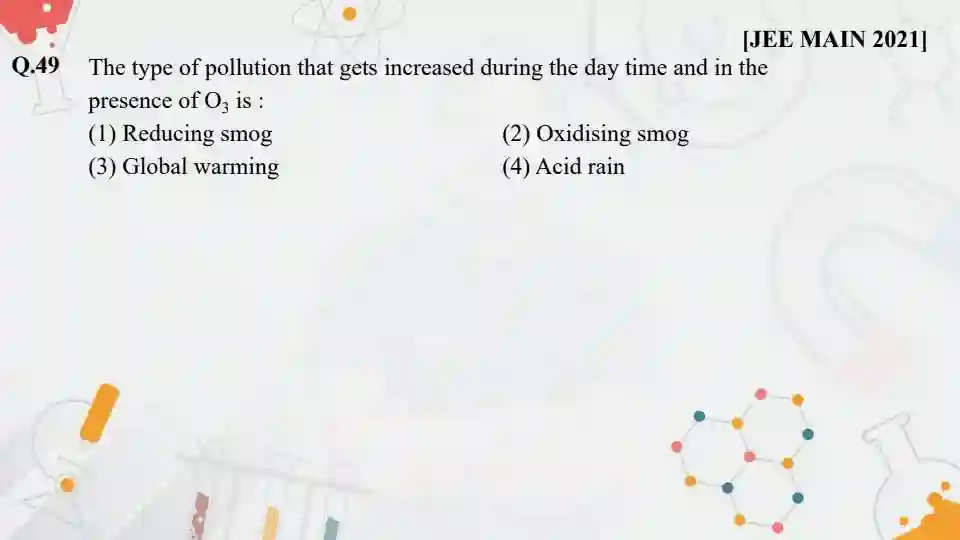 [JEE MAIN 2021]
Q.49 The type of pollution that gets increased during the day time and in the
presence of O₃ is :
(1) Reducing smog (2) Oxidising smog
(3) Global warming (4) Acid rain